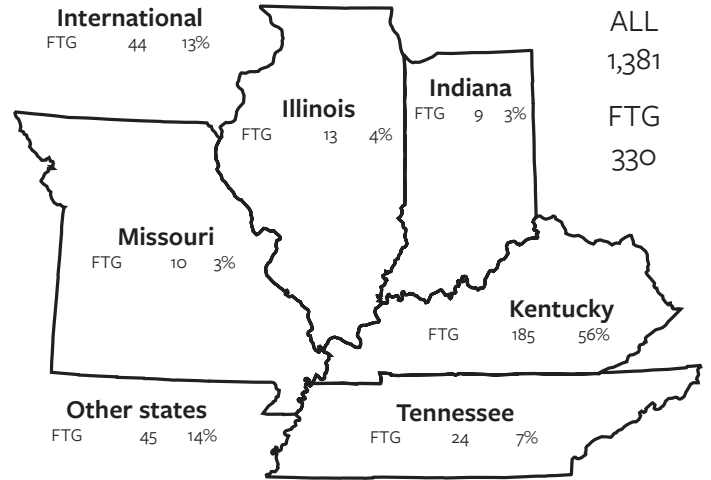 International
FTG 44 13%
ALL
1,381
FTG
330
Indiana
FTG 9 3%
Illinois
FTG 13 4%
Missouri
FTG 10 3%
Kentucky
FTG 185 56%
Other states
FTG 45 14%
Tennessee
FTG 24 7%